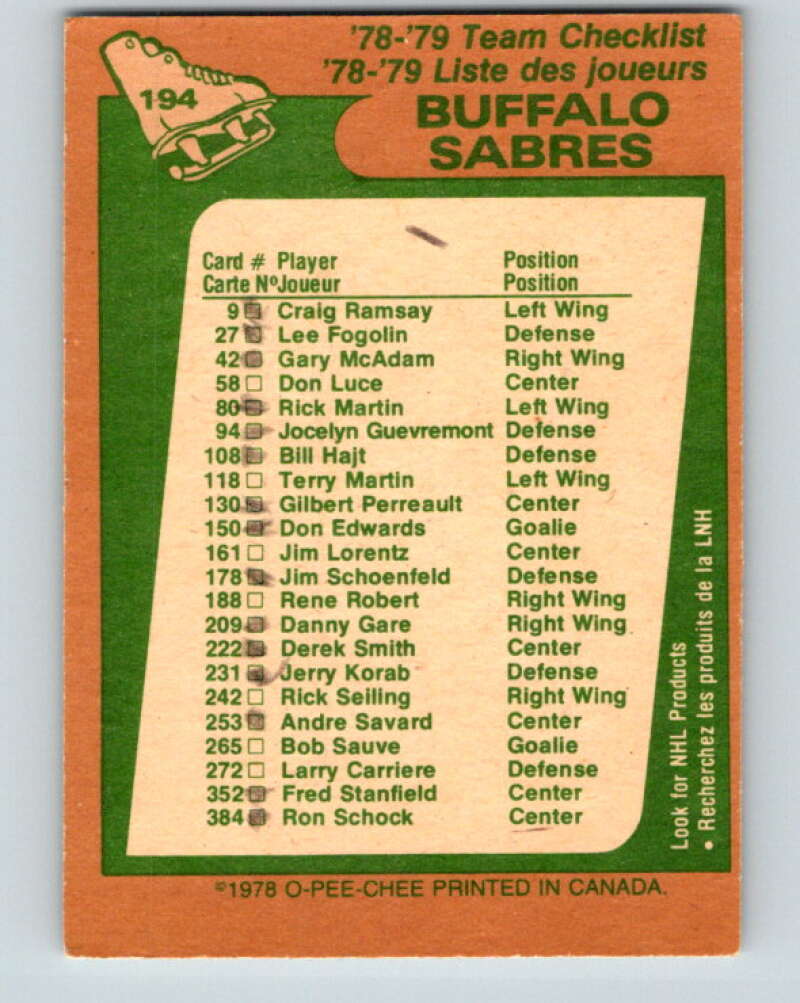 194
'78-'79 Team Checklist
'78-'79 Liste des joueurs
BUFFALO
SABRES
Card # Player Position
Carte Nº Joueur Position
9 Craig Ramsay Left Wing
27 Lee Fogolin Defense
42 Gary McAdam Right Wing
58 Don Luce Center
80 Rick Martin Left Wing
94 Jocelyn Guevremont Defense
108 Bill Hajt Defense
118 Terry Martin Left Wing
130 Gilbert Perreault Center
150 Don Edwards Goalie
161 Jim Lorentz Center
178 Jim Schoenfeld Defense
188 Rene Robert Right Wing
209 Danny Gare Right Wing
222 Derek Smith Center
231 Jerry Korab Defense
242 Rick Seiling Right Wing
253 Andre Savard Center
265 Bob Sauve Goalie
272 Larry Carriere Defense
352 Fred Stanfield Center
384 Ron Schock Center
Look for NHL Products
• Recherchez les produits de la LNH
©1978 O-PEE-CHEE PRINTED IN CANADA.